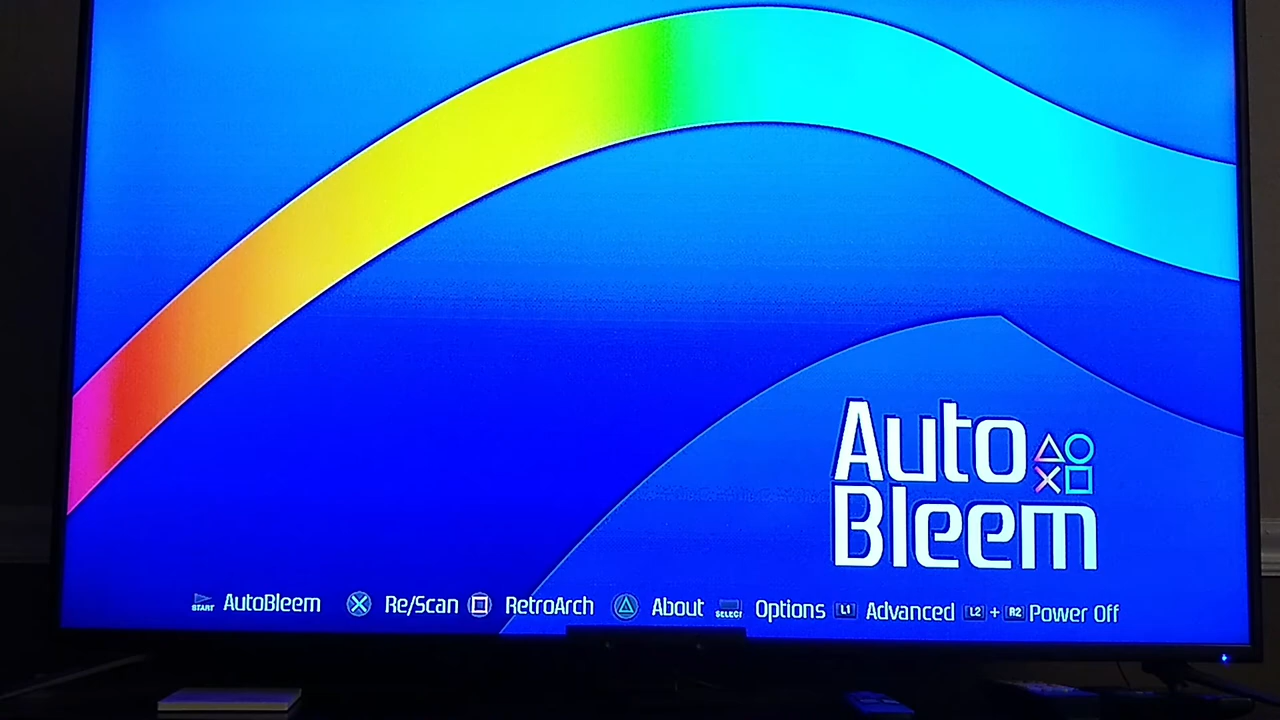 Auto
Bleem
START AutoBleem Re/Scan RetroArch About SELECT Options L1 Advanced L2 + R2 Power Off